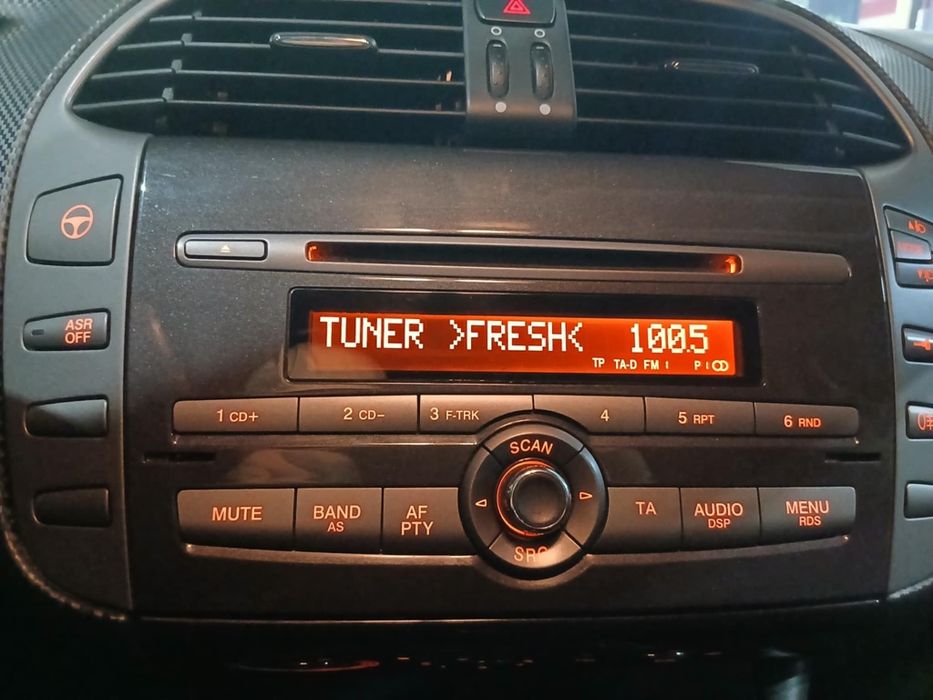 ASR
OFF
TUNER >FRESH< 100.5
TP TA-D FM I P I
1 CD+ 2 CD- 3 F-TRK 4 5 RPT 6 RND
SCAN
MUTE BAND AS AF PTY TA AUDIO DSP MENU RDS
SRC